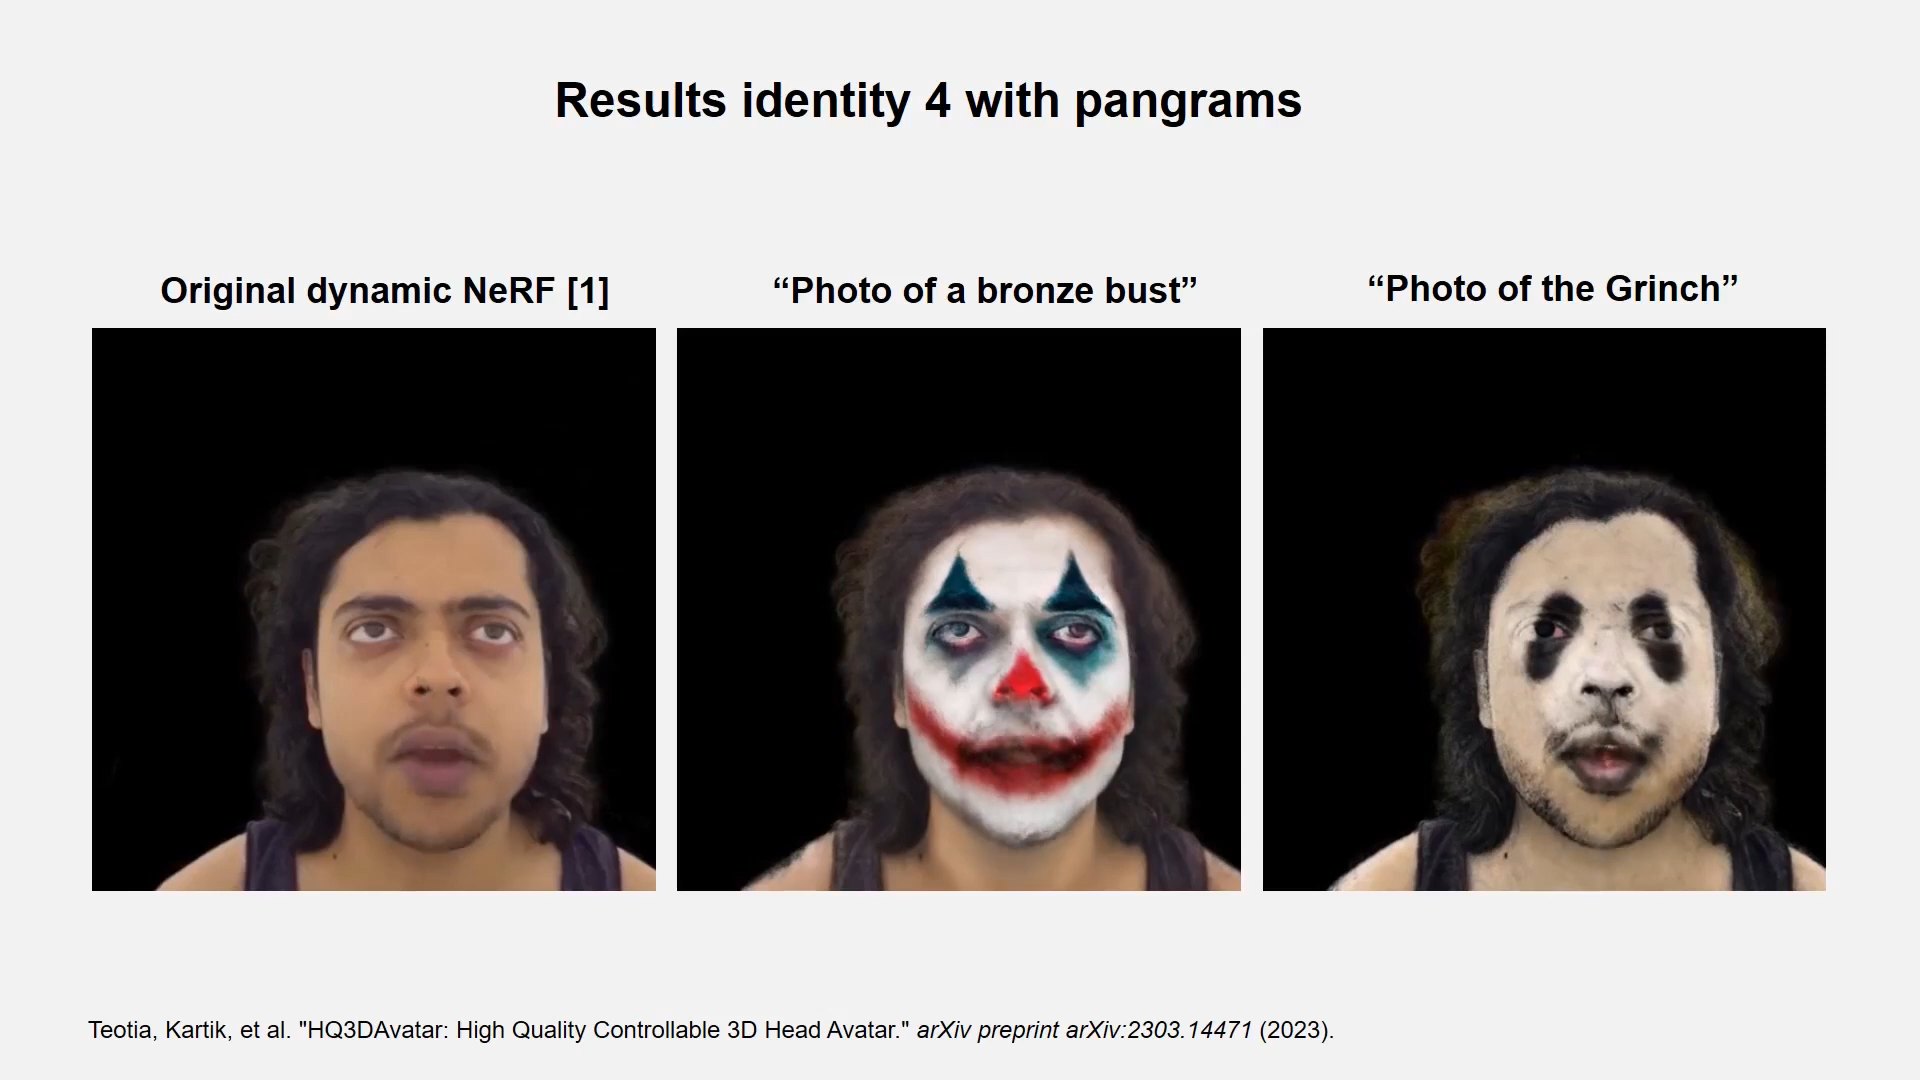 Results identity 4 with pangrams
Original dynamic NeRF [1]
“Photo of a bronze bust”
“Photo of the Grinch”
Teotia, Kartik, et al. "HQ3DAvatar: High Quality Controllable 3D Head Avatar." arXiv preprint arXiv:2303.14471 (2023).